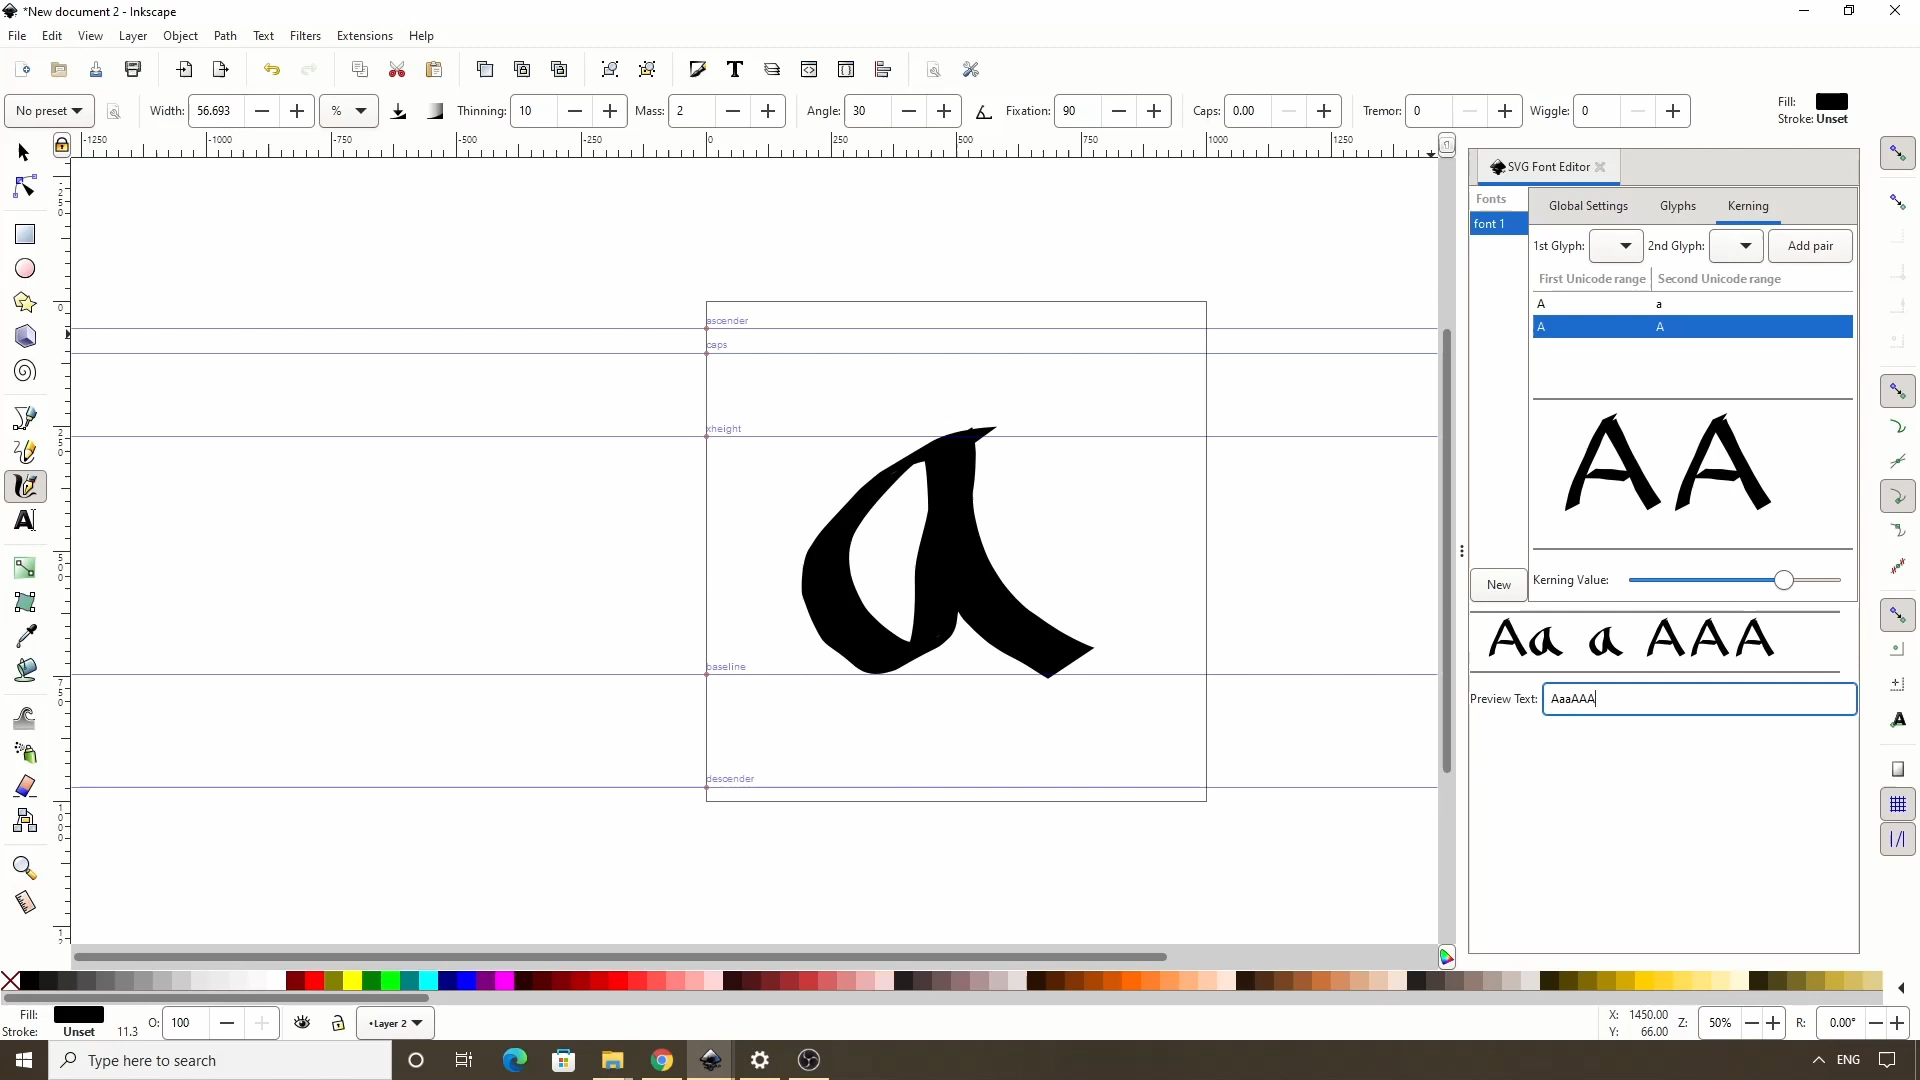 *New document 2 - Inkscape
File Edit View Layer Object Path Text Filters Extensions Help
No preset Width: 56.693 % Thinning: 10 Mass: 2 Angle: 30 Fixation: 90 Caps: 0.00 Tremor: 0 Wiggle: 0 Fill:
Stroke: Unset
-1250 -1000 -750 -500 -250 0 250 500 750 1000 1250
SVG Font Editor
Fonts Global Settings Glyphs Kerning
font 1
1st Glyph: 2nd Glyph: Add pair
First Unicode range Second Unicode range
A a
A A
ascender
caps
xheight
a
AA
baseline
descender
New Kerning Value:
Aa a AAA
Preview Text: AaaAAA
Fill:
Stroke: Unset 11.3 O: 100 •Layer 2 X: 1450.00 Y: 66.00 Z: 50% R: 0.00°
Type here to search ENG